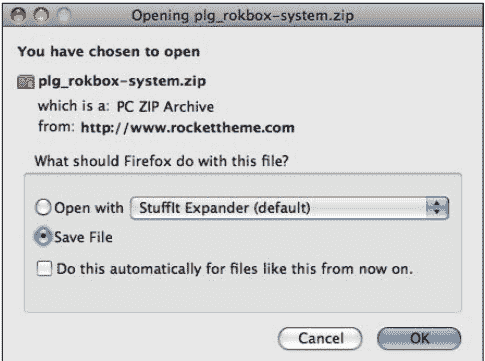 Opening plg_rokbox-system.zip
You have chosen to open
plg_rokbox-system.zip
which is a: PC ZIP Archive
from: http://www.rockettheme.com
What should Firefox do with this file?
Open with StuffIt Expander (default)
Save File
Do this automatically for files like this from now on.
Cancel OK